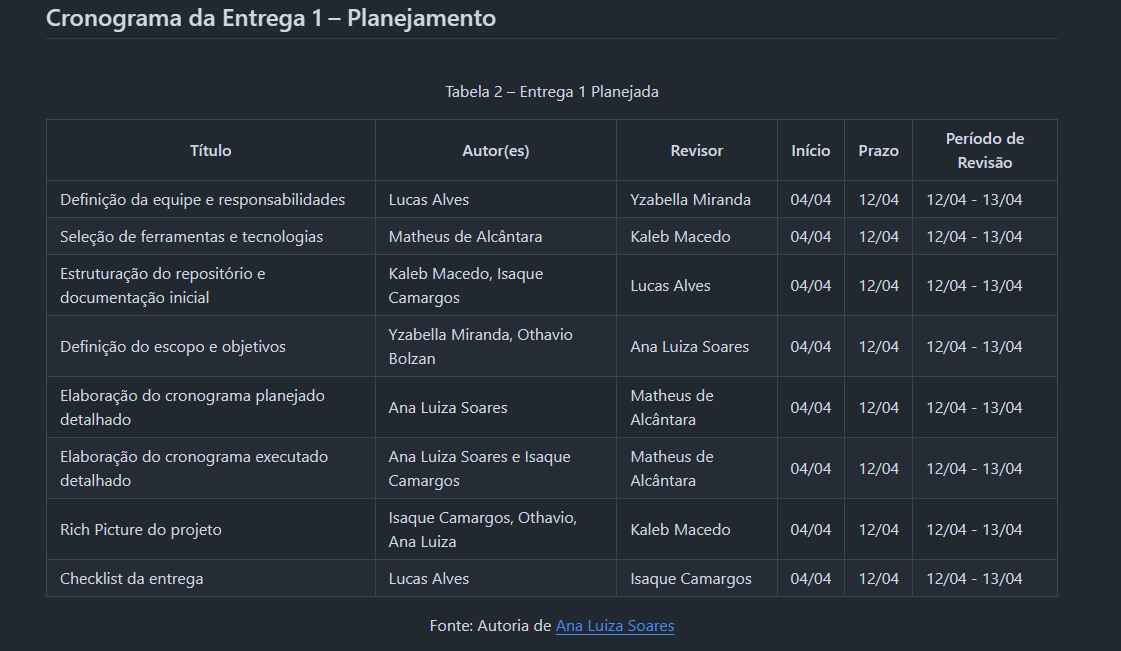 Cronograma da Entrega 1 – Planejamento
Tabela 2 – Entrega 1 Planejada
Título Autor(es) Revisor Início Prazo Período de Revisão
Definição da equipe e responsabilidades Lucas Alves Yzabella Miranda 04/04 12/04 12/04 - 13/04
Seleção de ferramentas e tecnologias Matheus de Alcântara Kaleb Macedo 04/04 12/04 12/04 - 13/04
Estruturação do repositório e documentação inicial Kaleb Macedo, Isaque Camargos Lucas Alves 04/04 12/04 12/04 - 13/04
Definição do escopo e objetivos Yzabella Miranda, Othavio Bolzan Ana Luiza Soares 04/04 12/04 12/04 - 13/04
Elaboração do cronograma planejado detalhado Ana Luiza Soares Matheus de Alcântara 04/04 12/04 12/04 - 13/04
Elaboração do cronograma executado detalhado Ana Luiza Soares e Isaque Camargos Matheus de Alcântara 04/04 12/04 12/04 - 13/04
Rich Picture do projeto Isaque Camargos, Othavio, Ana Luiza Kaleb Macedo 04/04 12/04 12/04 - 13/04
Checklist da entrega Lucas Alves Isaque Camargos 04/04 12/04 12/04 - 13/04
Fonte: Autoria de Ana Luiza Soares